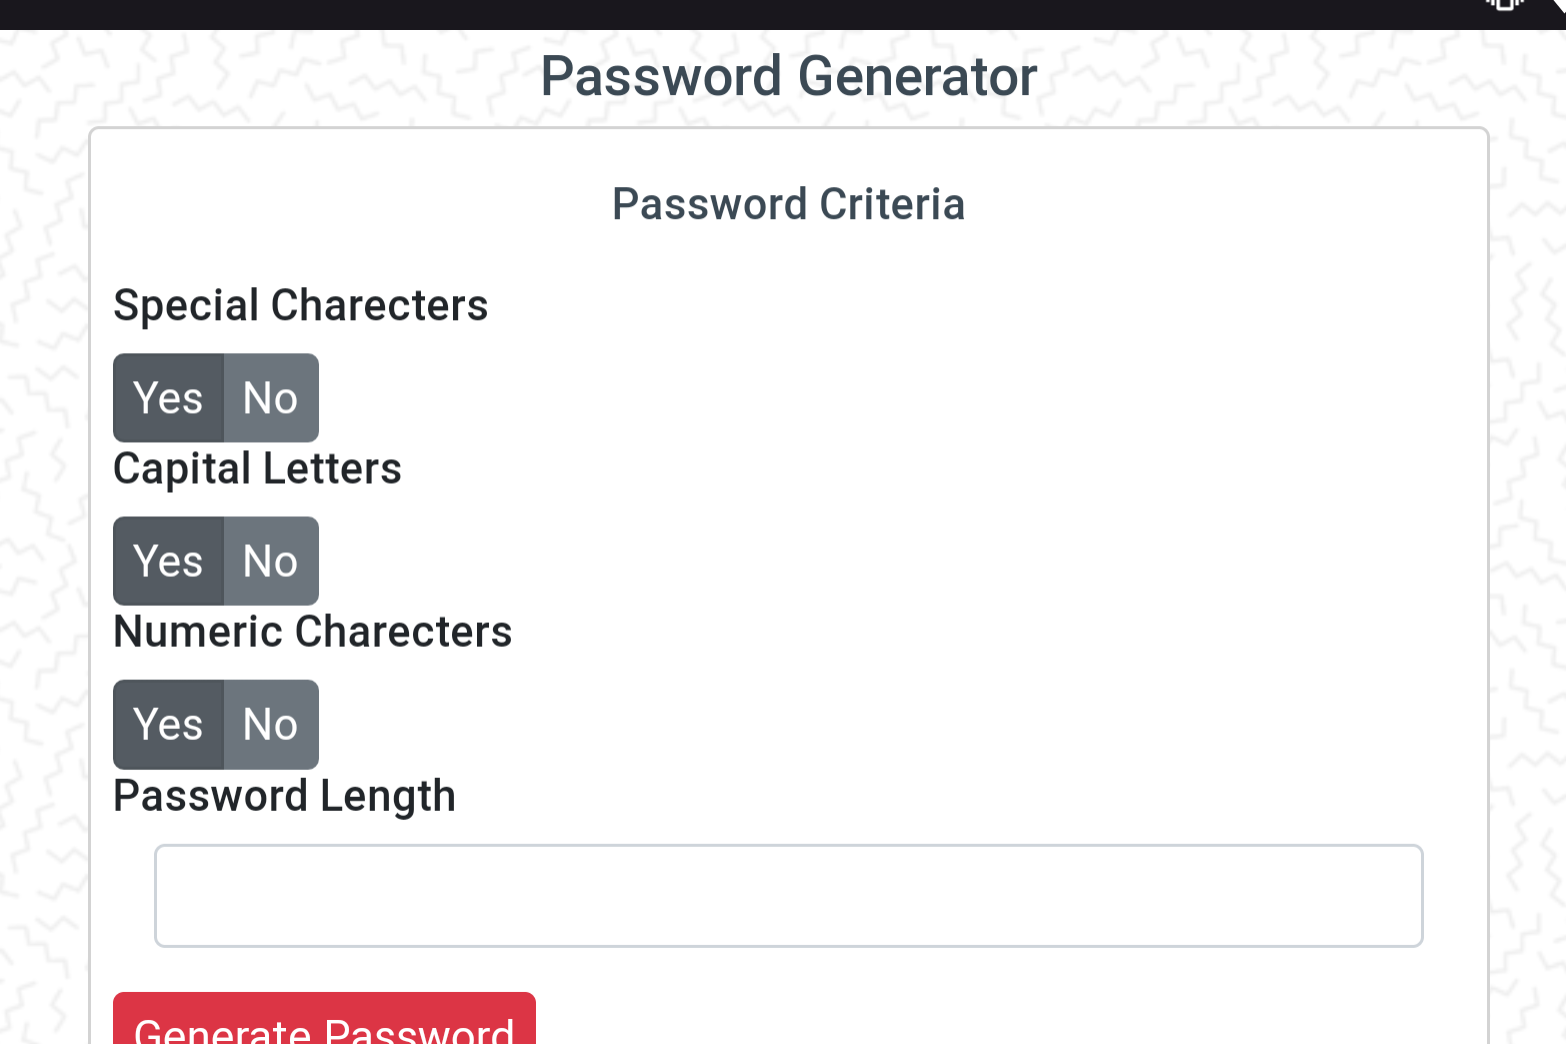 Password Generator
Password Criteria
Special Charecters
Yes No
Capital Letters
Yes No
Numeric Charecters
Yes No
Password Length
Generate Password